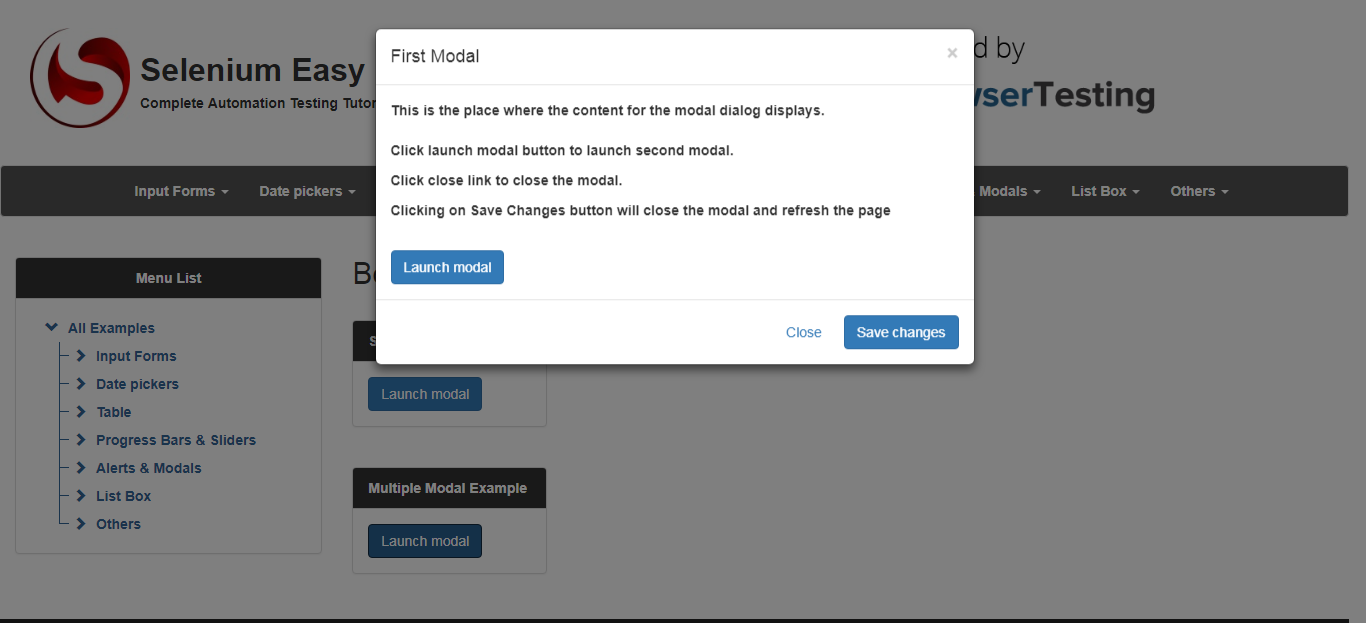 Selenium Easy
Complete Automation Testing
d by
wserTesting
First Modal
×
This is the place where the content for the modal dialog displays.
Click launch modal button to launch second modal.
Click close link to close the modal.
Clicking on Save Changes button will close the modal and refresh the page
Launch modal
Close
Save changes
Input Forms
Date pickers
Modals
List Box
Others
Menu List
All Examples
Input Forms
Date pickers
Table
Progress Bars & Sliders
Alerts & Modals
List Box
Others
Launch modal
Multiple Modal Example
Launch modal